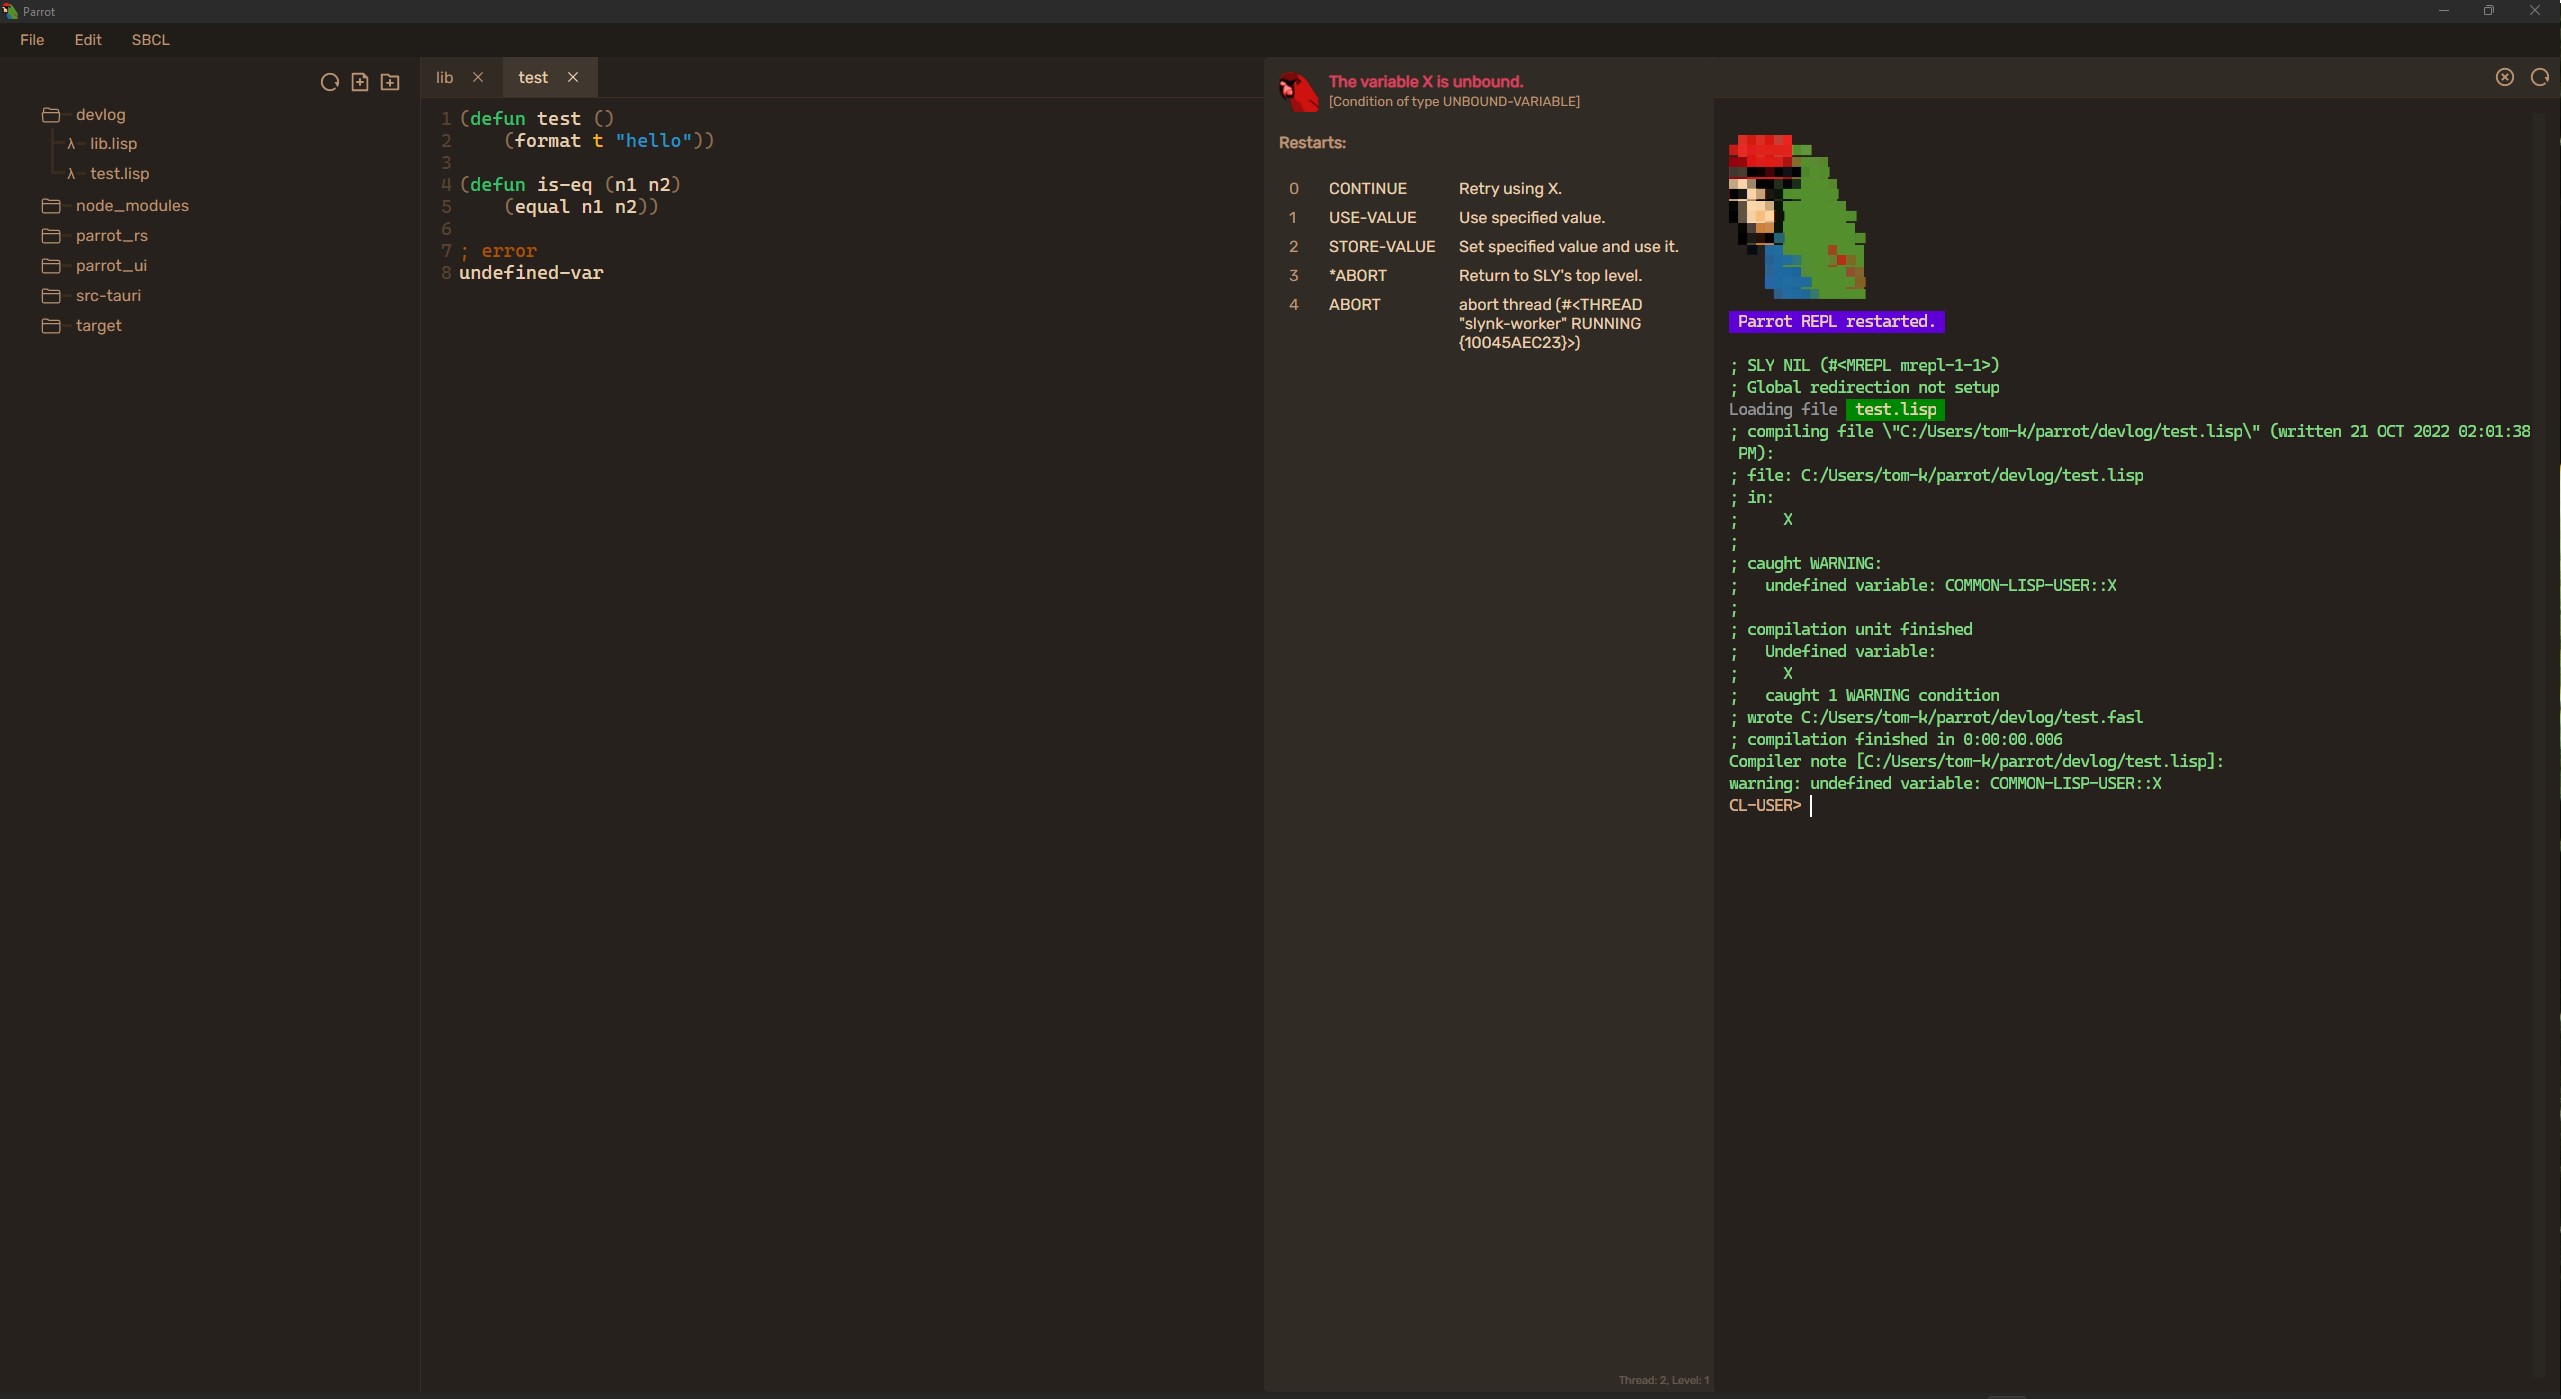 Parrot
File Edit SBCL
devlog
λ lib.lisp
λ test.lisp
node_modules
parrot_rs
parrot_ui
src-tauri
target
lib test
1 (defun test ()
2     (format t "hello"))
3
4 (defun is-eq (n1 n2)
5     (equal n1 n2))
6
7 ; error
8 undefined-var
The variable X is unbound.
[Condition of type UNBOUND-VARIABLE]
Restarts:
0 CONTINUE Retry using X.
1 USE-VALUE Use specified value.
2 STORE-VALUE Set specified value and use it.
3 *ABORT Return to SLY's top level.
4 ABORT abort thread (#<THREAD
"slynk-worker" RUNNING
{10045AEC23}>)
Thread: 2, Level: 1
Parrot REPL restarted.
; SLY NIL (#<MREPL mrepl-1-1>)
; Global redirection not setup
Loading file test.lisp
; compiling file \"C:/Users/tom-k/parrot/devlog/test.lisp\" (written 21 OCT 2022 02:01:38
PM):
; file: C:/Users/tom-k/parrot/devlog/test.lisp
; in:
;     X
;
; caught WARNING:
;   undefined variable: COMMON-LISP-USER::X
;
; compilation unit finished
;   Undefined variable:
;     X
;   caught 1 WARNING condition
; wrote C:/Users/tom-k/parrot/devlog/test.fasl
; compilation finished in 0:00:00.006
Compiler note [C:/Users/tom-k/parrot/devlog/test.lisp]:
warning: undefined variable: COMMON-LISP-USER::X
CL-USER>